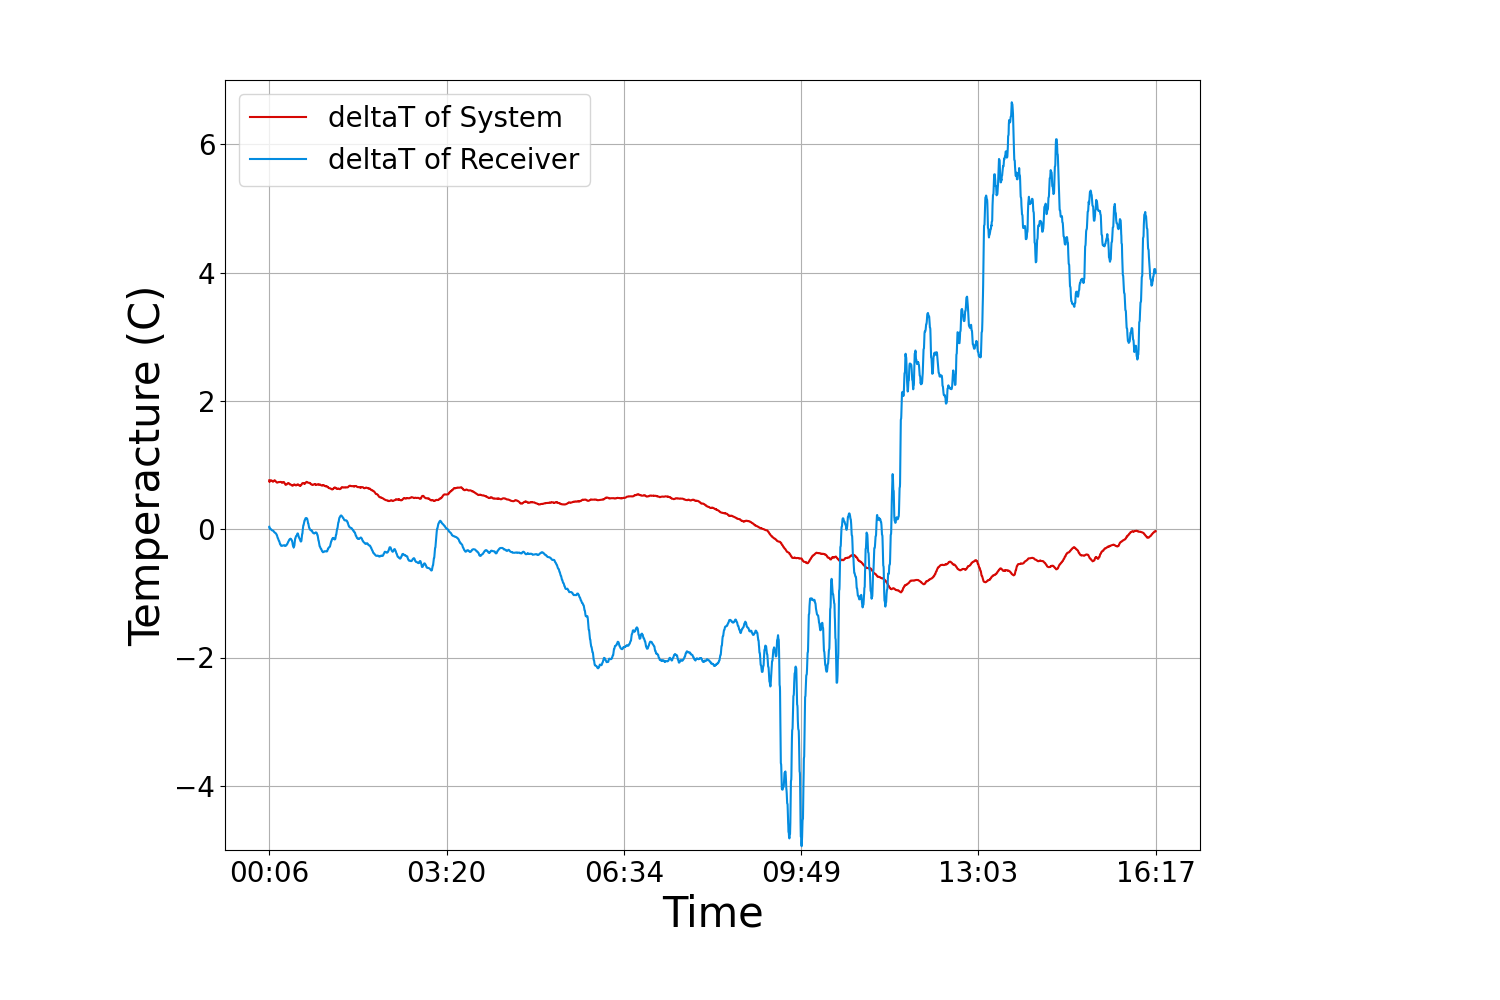 deltaT of System
deltaT of Receiver
6
4
2
0
−2
−4
Temperacture (C)
00:06 03:20 06:34 09:49 13:03 16:17
Time